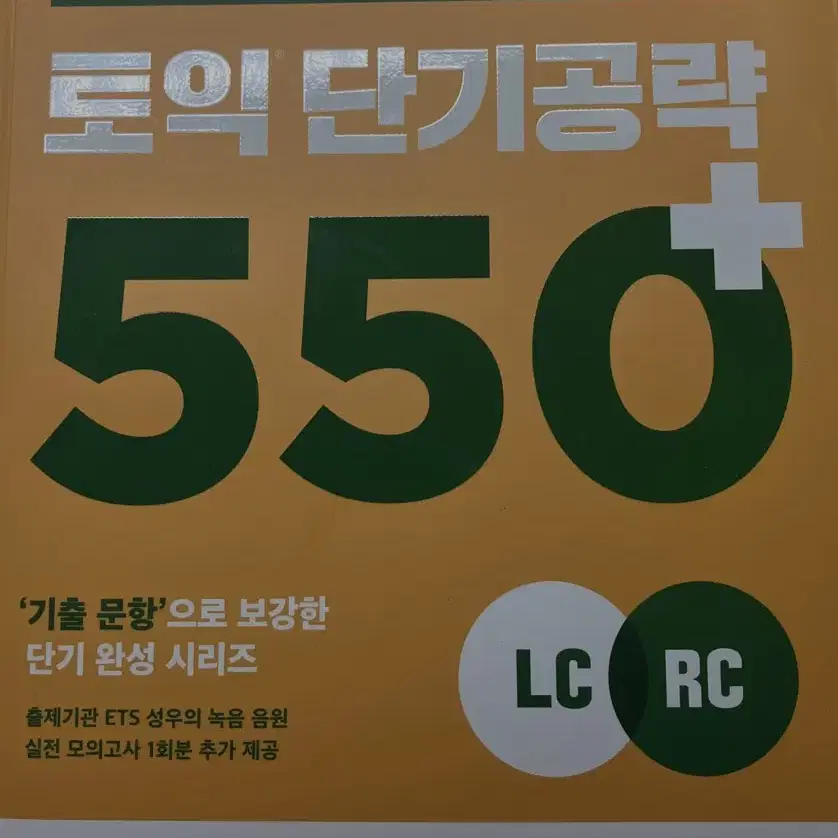 토익® 단기공략
550+
'기출 문항'으로 보강한
단기 완성 시리즈
출제기관 ETS 성우의 녹음 음원
실전 모의고사 1회분 추가 제공
LC RC